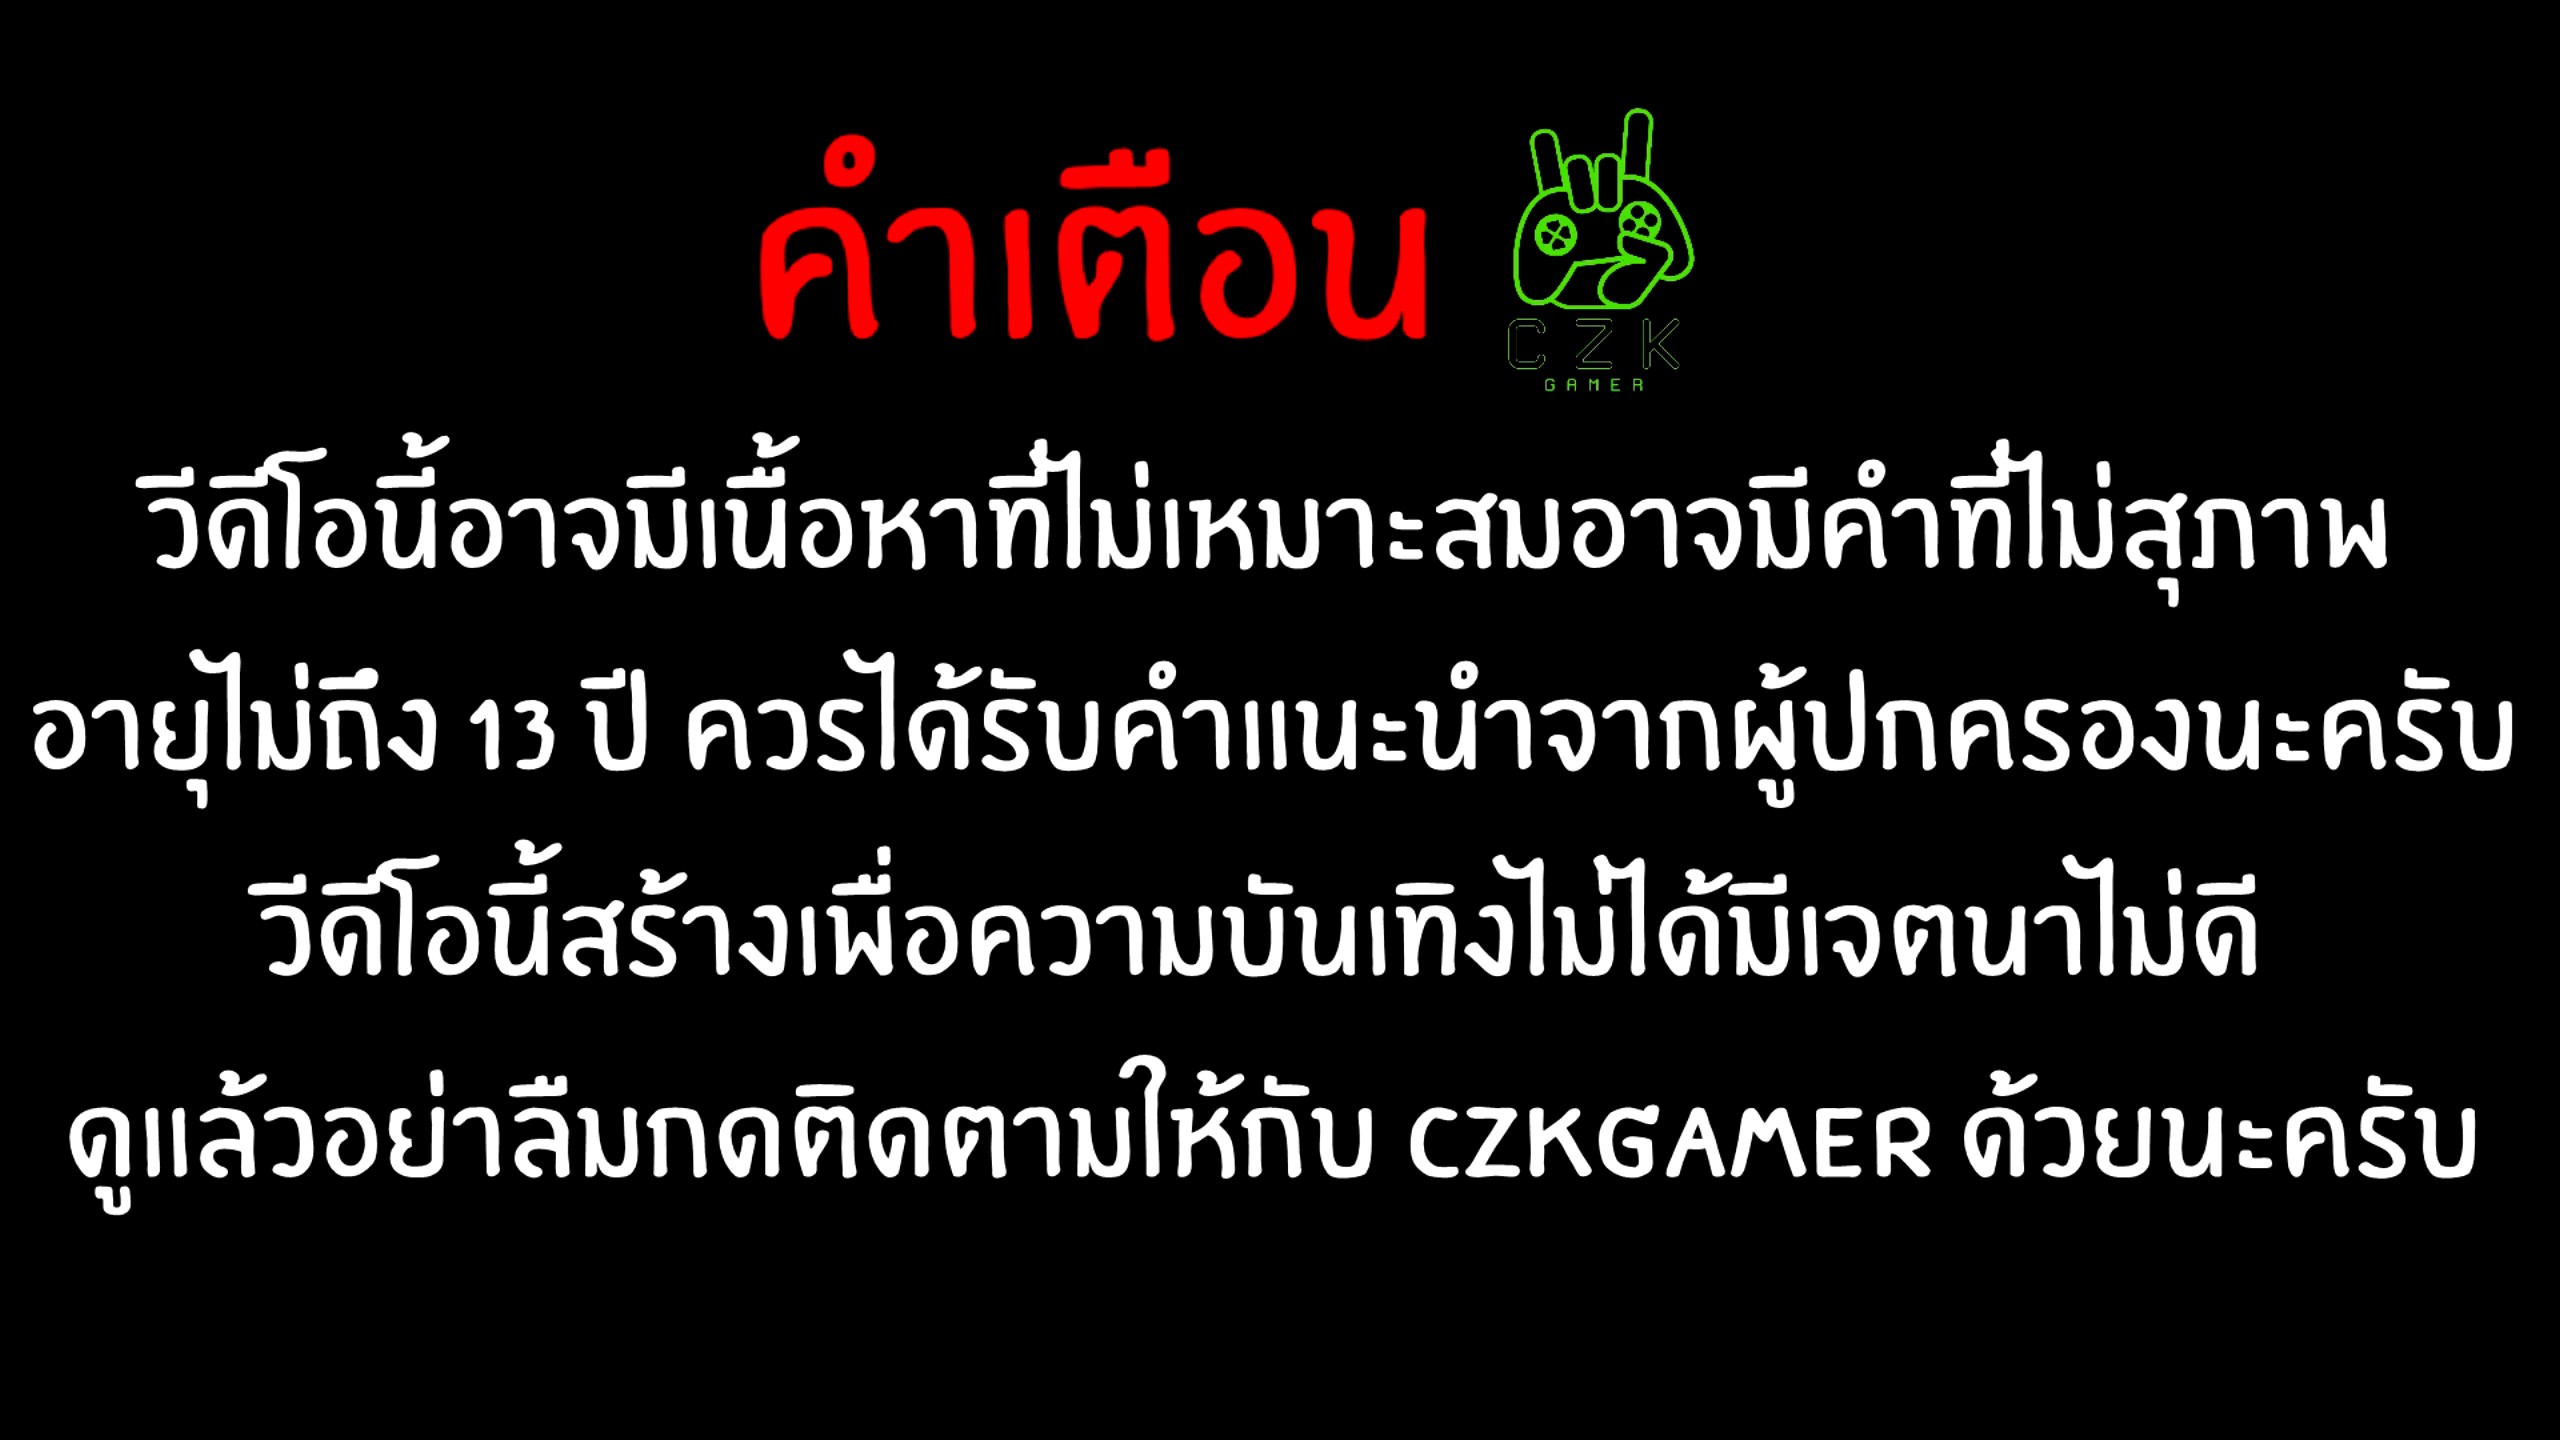 คำเตือน
CZK
GAMER
วีดีโอนี้อาจมีเนื้อหาที่ไม่เหมาะสมอาจมีคำที่ไม่สุภาพ
อายุไม่ถึง 13 ปี ควรได้รับคำแนะนำจากผู้ปกครองนะครับ
วีดีโอนี้สร้างเพื่อความบันเทิงไม่ได้มีเจตนาไม่ดี
ดูแล้วอย่าลืมกดติดตามให้กับ CZKGAMER ด้วยนะครับ